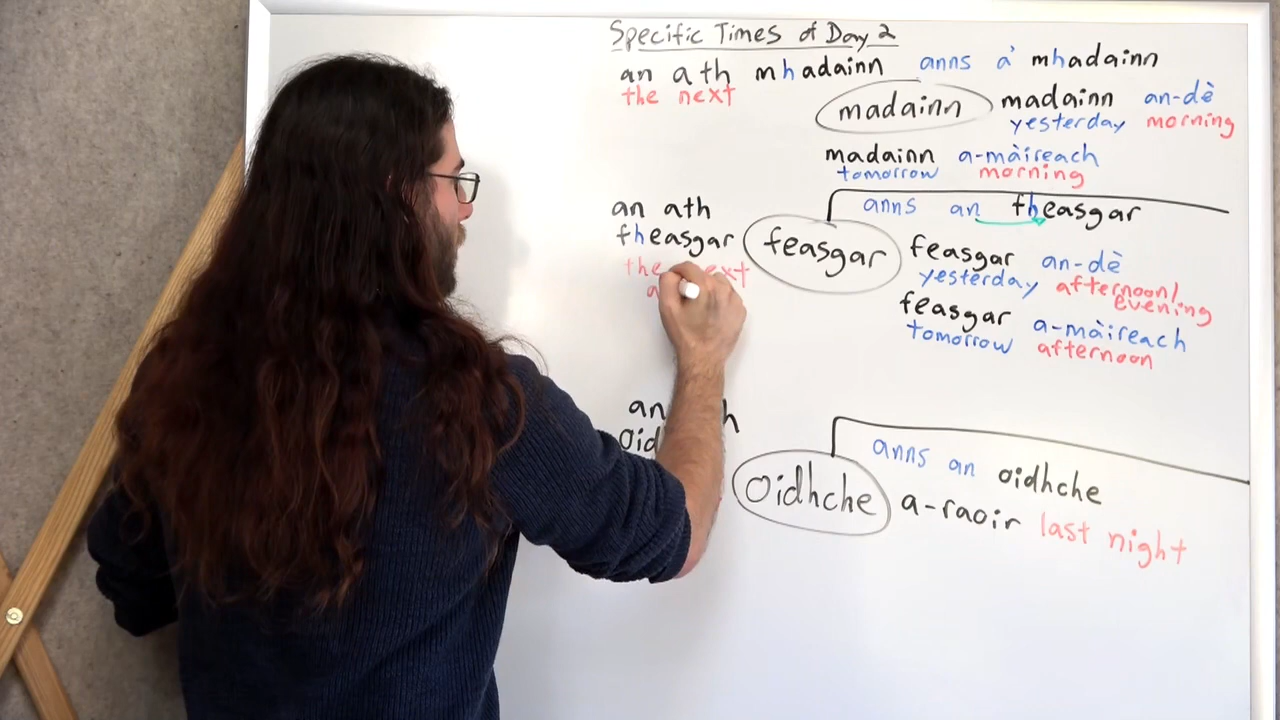 Specific Times of Day 2
an ath mhadainn anns a' mhadainn
the next
madainn madainn an-dè
yesterday morning
madainn a-màireach
tomorrow morning
anns an fheasgar
an ath
fheasgar
the next
feasgar
feasgar an-dè
yesterday afternoon/
evening
feasgar a-màireach
tomorrow afternoon
an
anns an oidhche
oidhche a-raoir last night